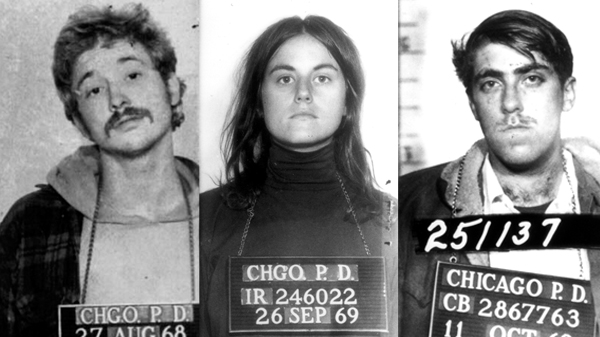 CHGO. P. D.
27 AUG 68
CHGO. P. D.
IR 246022
26 SEP 69
251137
CHICAGO P. D.
CB 2867763
11 OCT